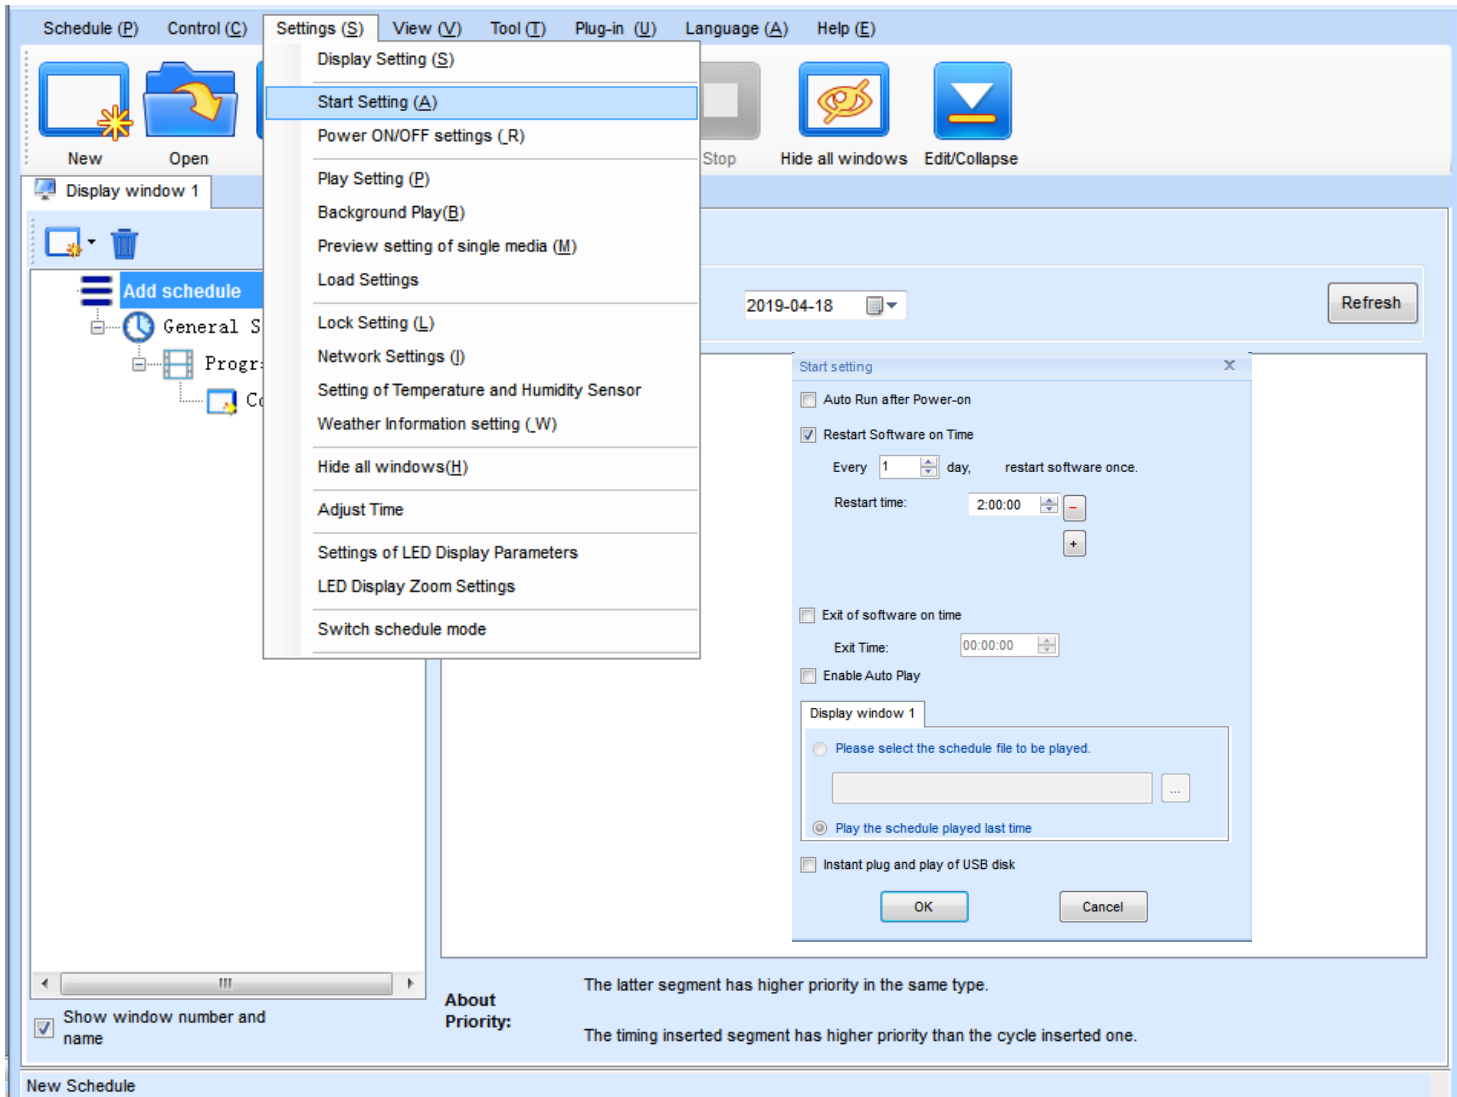 Schedule (P) Control (C) Settings (S) View (V) Tool (T) Plug-in (U) Language (A) Help (E)
New Open Stop Hide all windows Edit/Collapse
Display Setting (S)
Start Setting (A)
Power ON/OFF settings (_R)
Play Setting (P)
Background Play(B)
Preview setting of single media (M)
Load Settings
Lock Setting (L)
Network Settings (I)
Setting of Temperature and Humidity Sensor
Weather Information setting (_W)
Hide all windows(H)
Adjust Time
Settings of LED Display Parameters
LED Display Zoom Settings
Switch schedule mode
Display window 1
Add schedule
General S
Progr
Co
2019-04-18
Refresh
Start setting X
Auto Run after Power-on
Restart Software on Time
Every 1 day, restart software once.
Restart time: 2:00:00 -
+
Exit of software on time
Exit Time: 00:00:00
Enable Auto Play
Display window 1
Please select the schedule file to be played.
...
Play the schedule played last time
Instant plug and play of USB disk
OK Cancel
Show window number and
name
About
Priority:
The latter segment has higher priority in the same type.
The timing inserted segment has higher priority than the cycle inserted one.
New Schedule